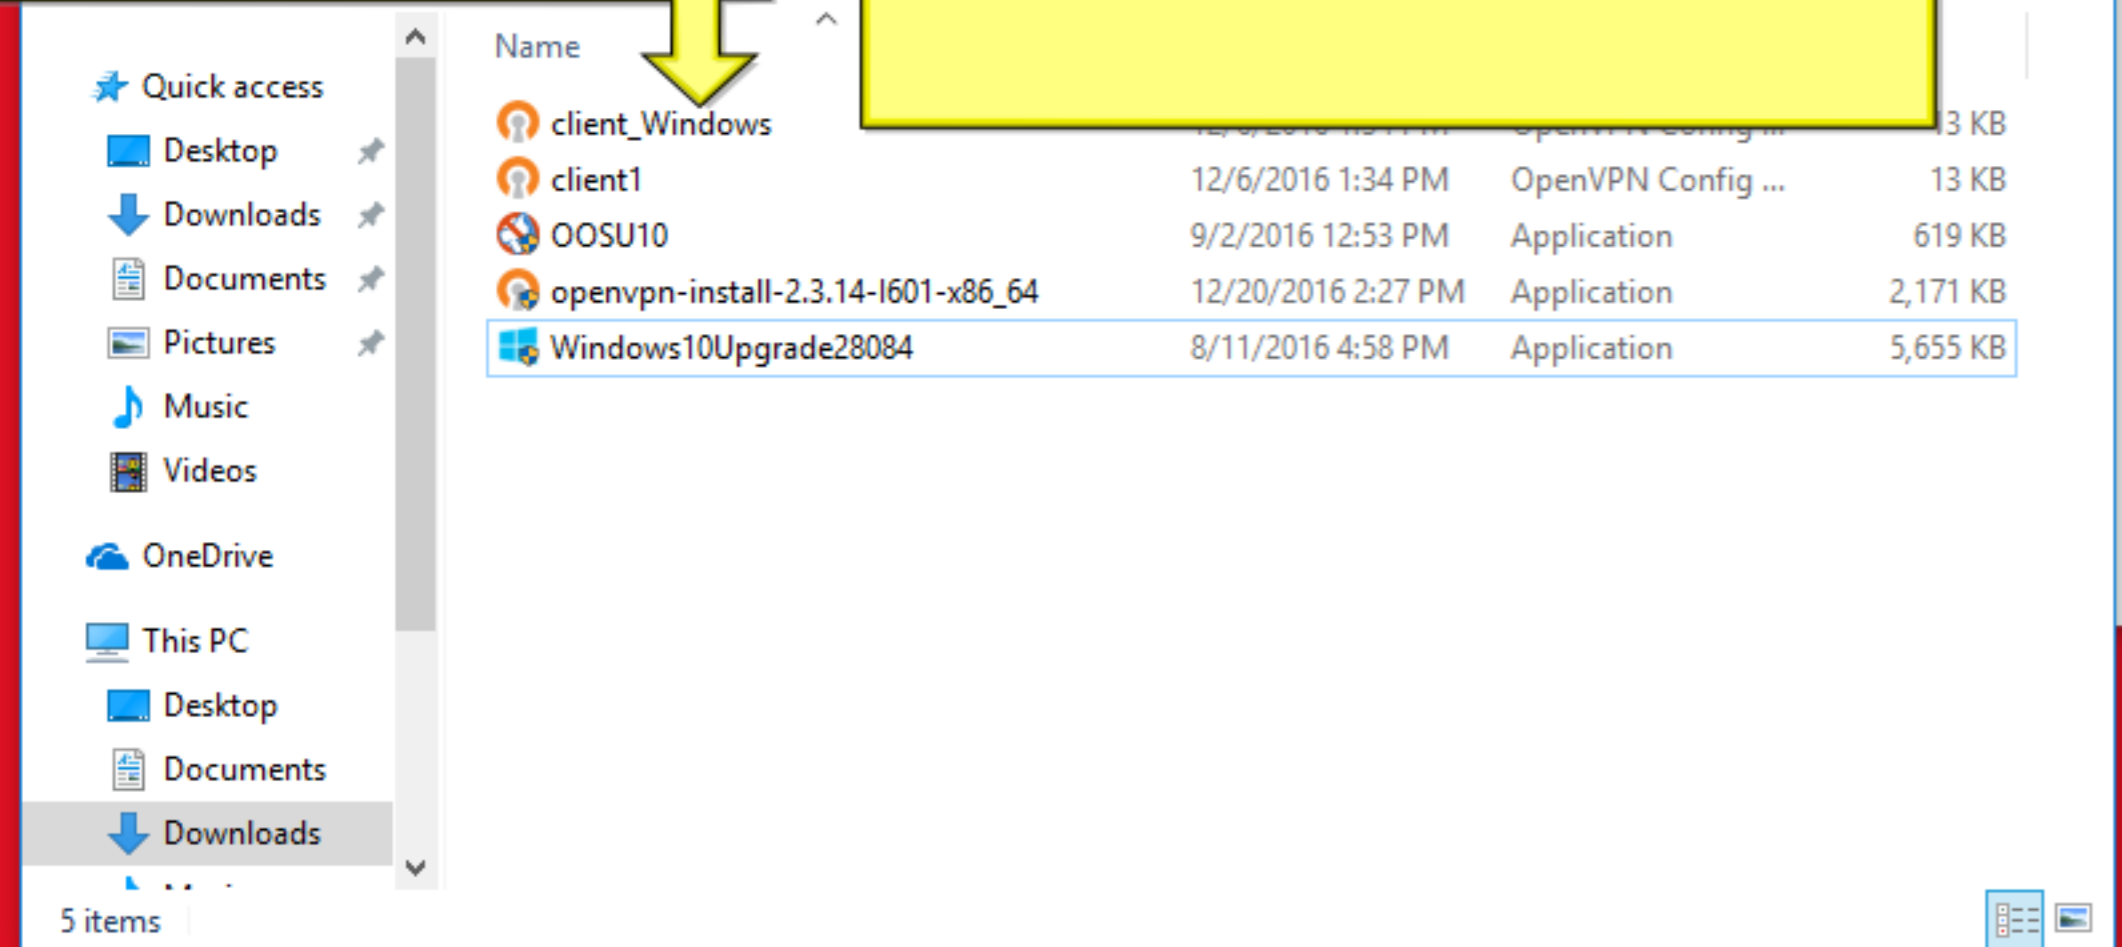 Name
Quick access
Desktop
Downloads
Documents
Pictures
Music
Videos
OneDrive
This PC
Desktop
Documents
Downloads
client_Windows 13 KB
client1 12/6/2016 1:34 PM OpenVPN Config ... 13 KB
OOSU10 9/2/2016 12:53 PM Application 619 KB
openvpn-install-2.3.14-I601-x86_64 12/20/2016 2:27 PM Application 2,171 KB
Windows10Upgrade28084 8/11/2016 4:58 PM Application 5,655 KB
5 items